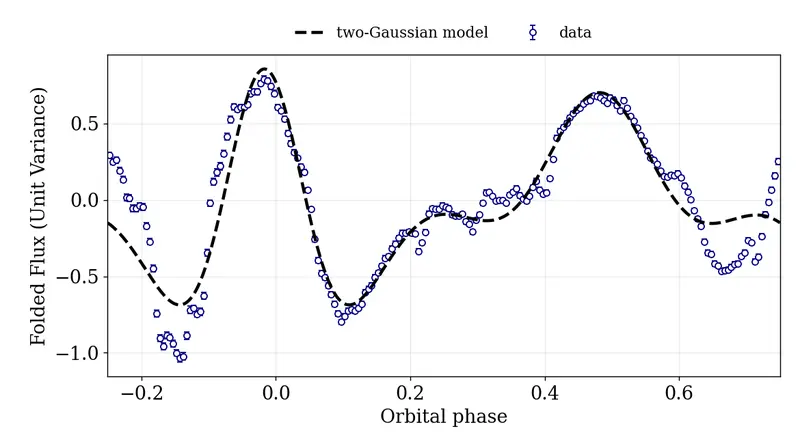 two-Gaussian model
data
Folded Flux (Unit Variance)
0.5
0.0
−0.5
−1.0
−0.2
0.0
0.2
0.4
0.6
Orbital phase